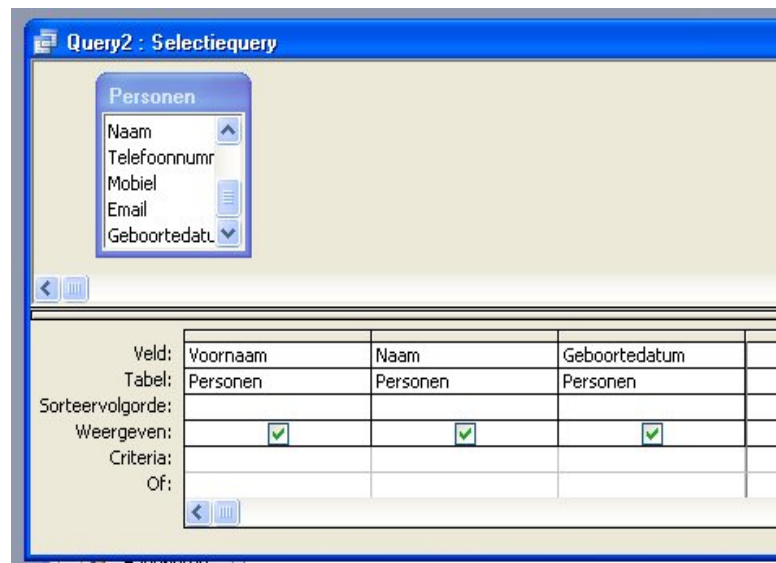 Query2 : Selectiequery
Personen
Naam
Telefoonnumr
Mobiel
Email
Geboortedatu
Veld: Voornaam Naam Geboortedatum
Tabel: Personen Personen Personen
Sorteervolgorde:
Weergeven:
Criteria:
Of: